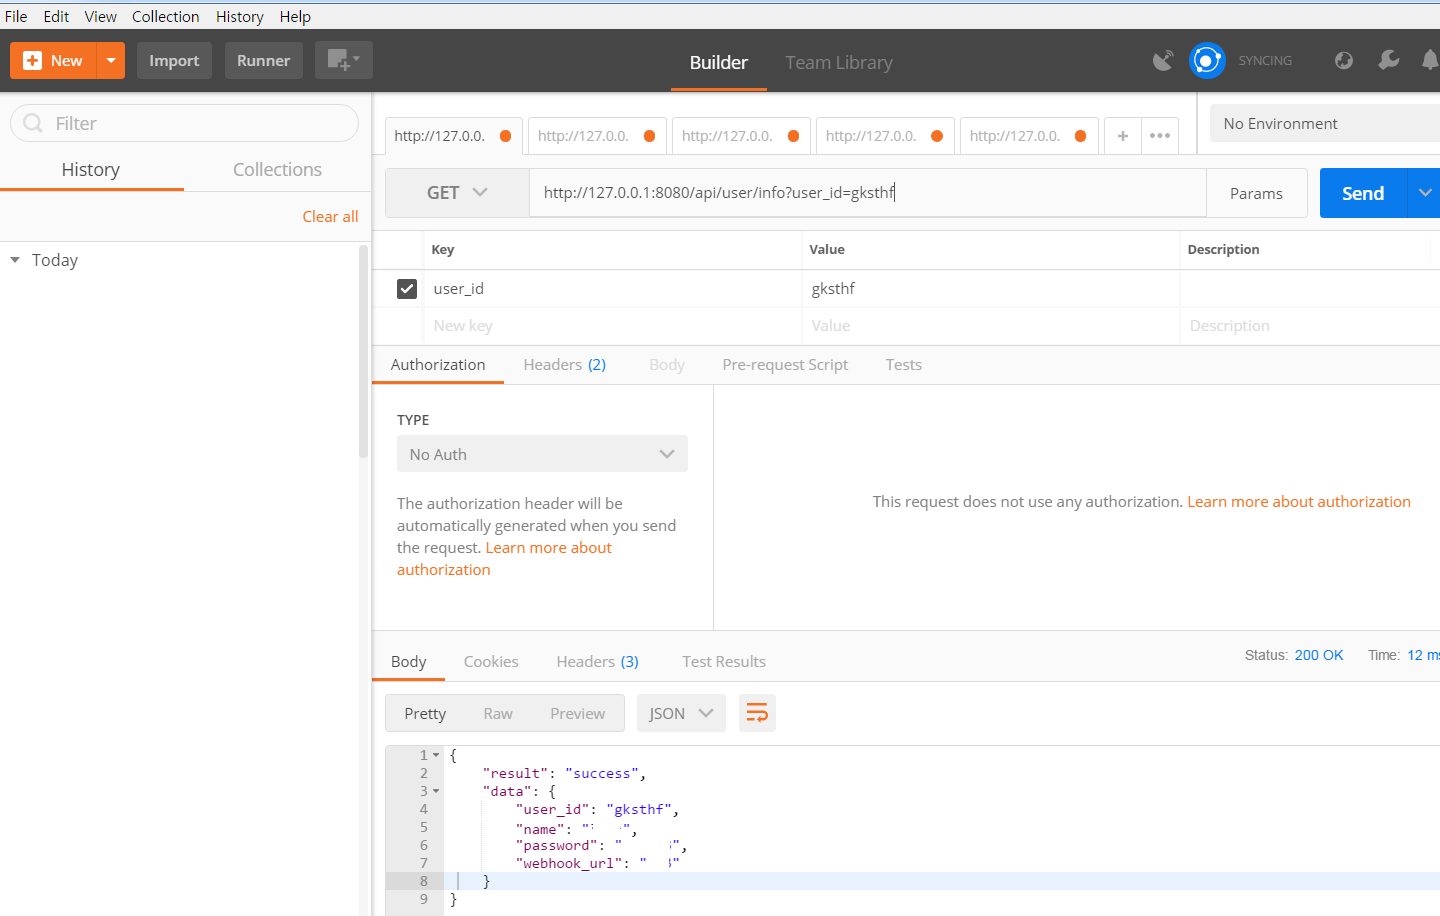 File Edit View Collection History Help
New Import Runner Builder Team Library SYNCING
Filter
History Collections
Clear all
Today
http://127.0.0. http://127.0.0. http://127.0.0. http://127.0.0. http://127.0.0. + ••• No Environment
GET http://127.0.0.1:8080/api/user/info?user_id=gksthf Params Send
Key Value Description
user_id gksthf
New key Value Description
Authorization Headers (2) Body Pre-request Script Tests
TYPE
No Auth
The authorization header will be
automatically generated when you send
the request. Learn more about
authorization
This request does not use any authorization. Learn more about authorization
Body Cookies Headers (3) Test Results Status: 200 OK Time: 12 ms
Pretty Raw Preview JSON
1 {
2 "result": "success",
3 "data": {
4 "user_id": "gksthf",
5 "name": " ",
6 "password": " ",
7 "webhook_url": " "
8 }
9 }